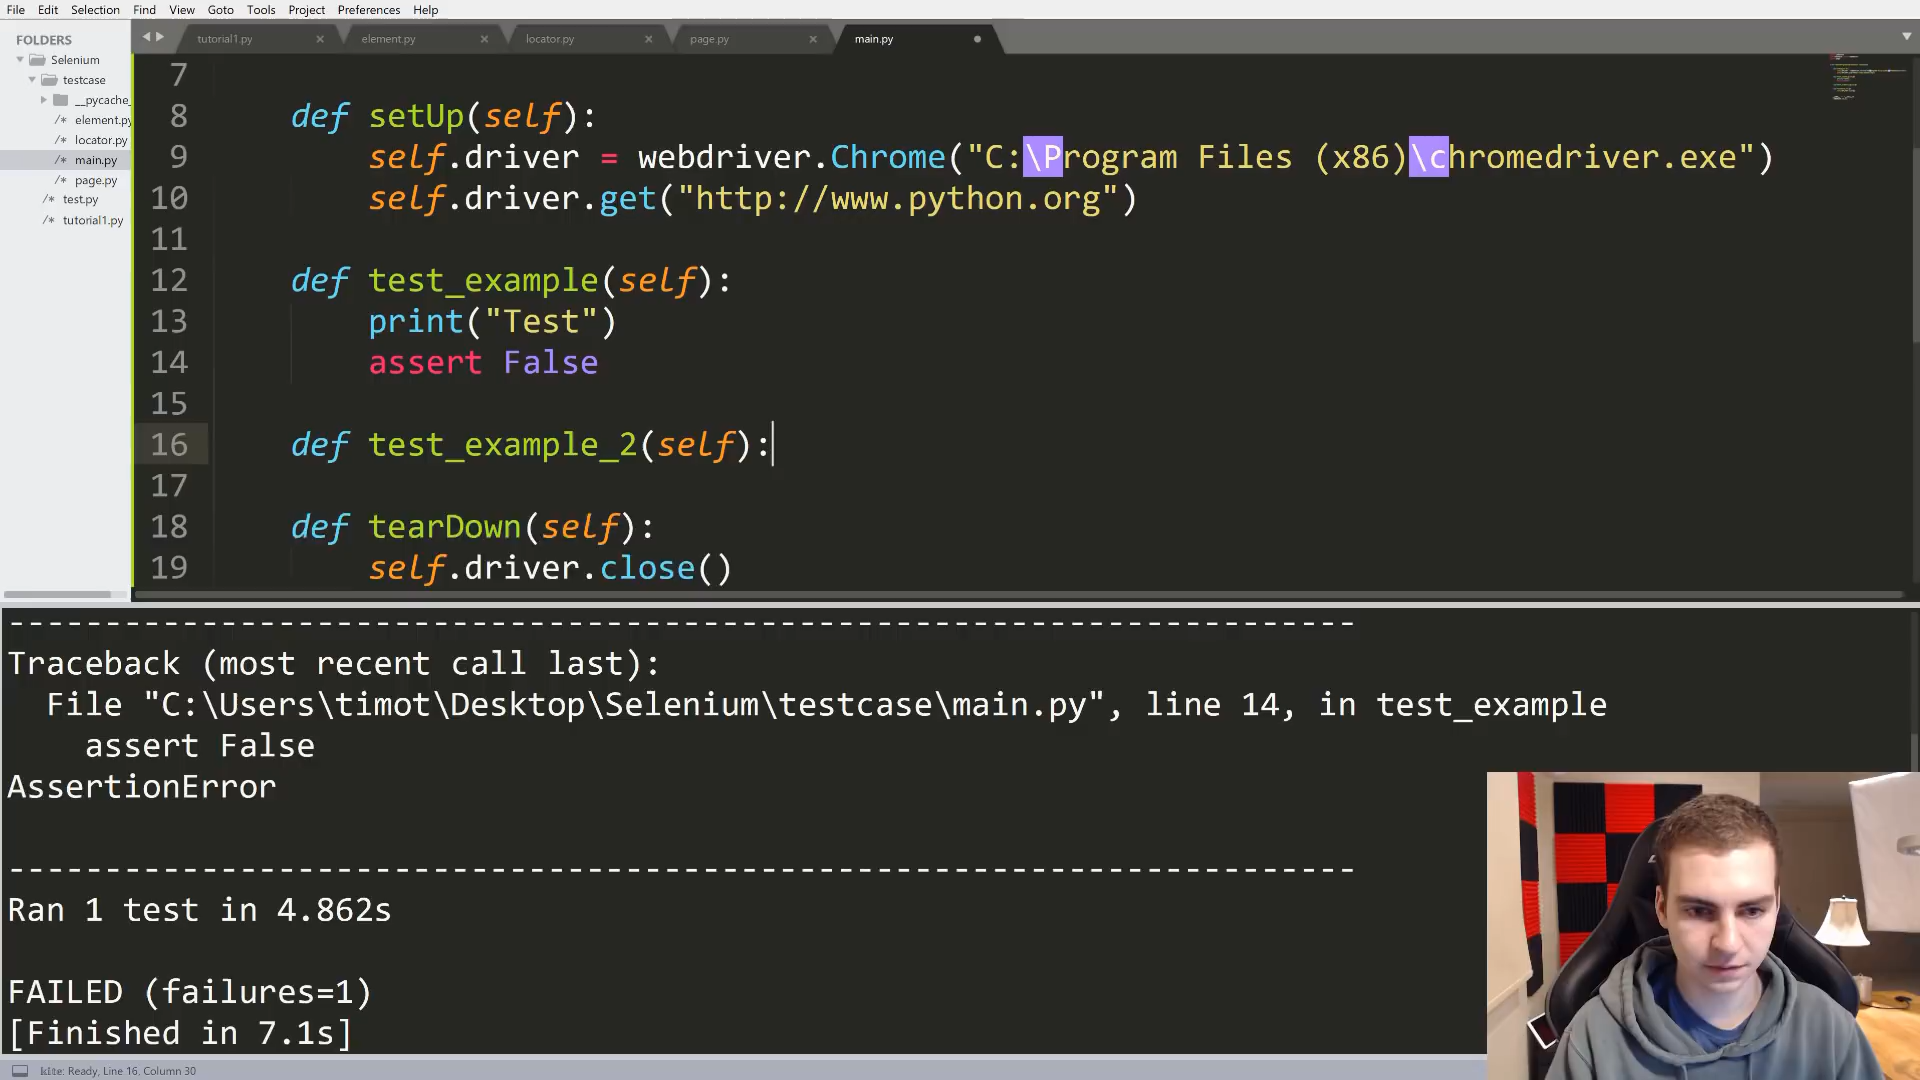 File Edit Selection Find View Goto Tools Project Preferences Help
FOLDERS
Selenium
testcase
__pycache_
element.py
locator.py
main.py
page.py
test.py
tutorial1.py
tutorial1.py × element.py × locator.py × page.py × main.py
7
8 def setUp(self):
9 self.driver = webdriver.Chrome("C:\Program Files (x86)\chromedriver.exe")
10 self.driver.get("http://www.python.org")
11
12 def test_example(self):
13 print("Test")
14 assert False
15
16 def test_example_2(self):
17
18 def tearDown(self):
19 self.driver.close()
----------------------------------------------------------------------
Traceback (most recent call last):
File "C:\Users\timot\Desktop\Selenium\testcase\main.py", line 14, in test_example
assert False
AssertionError
----------------------------------------------------------------------
Ran 1 test in 4.862s
FAILED (failures=1)
[Finished in 7.1s]
kite: Ready, Line 16, Column 30